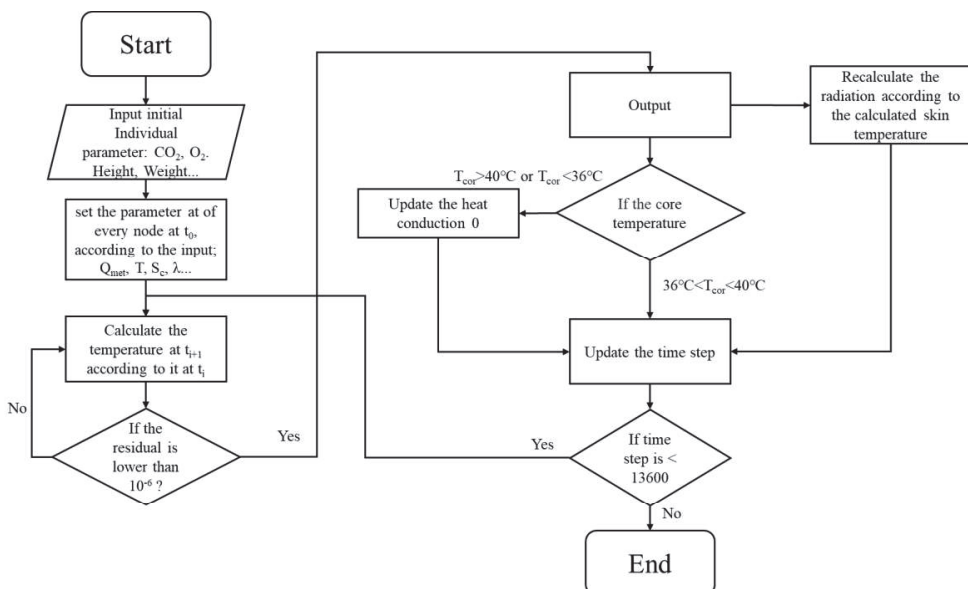 Start
Input initial
Individual
parameter: CO₂, O₂.
Height, Weight...
set the parameter at of
every node at t₀,
according to the input;
Qₘₑₜ, T, S꜀, λ...
Calculate the
temperature at tᵢ₊₁
according to it at tᵢ
No
If the
residual is
lower than
10⁻⁶ ?
Yes
Output
Recalculate the
radiation according to
the calculated skin
temperature
T_cor>40℃ or T_cor <36℃
Update the heat
conduction 0
If the core
temperature
36℃<T_cor<40℃
Update the time step
Yes
If time
step is <
13600
No
End